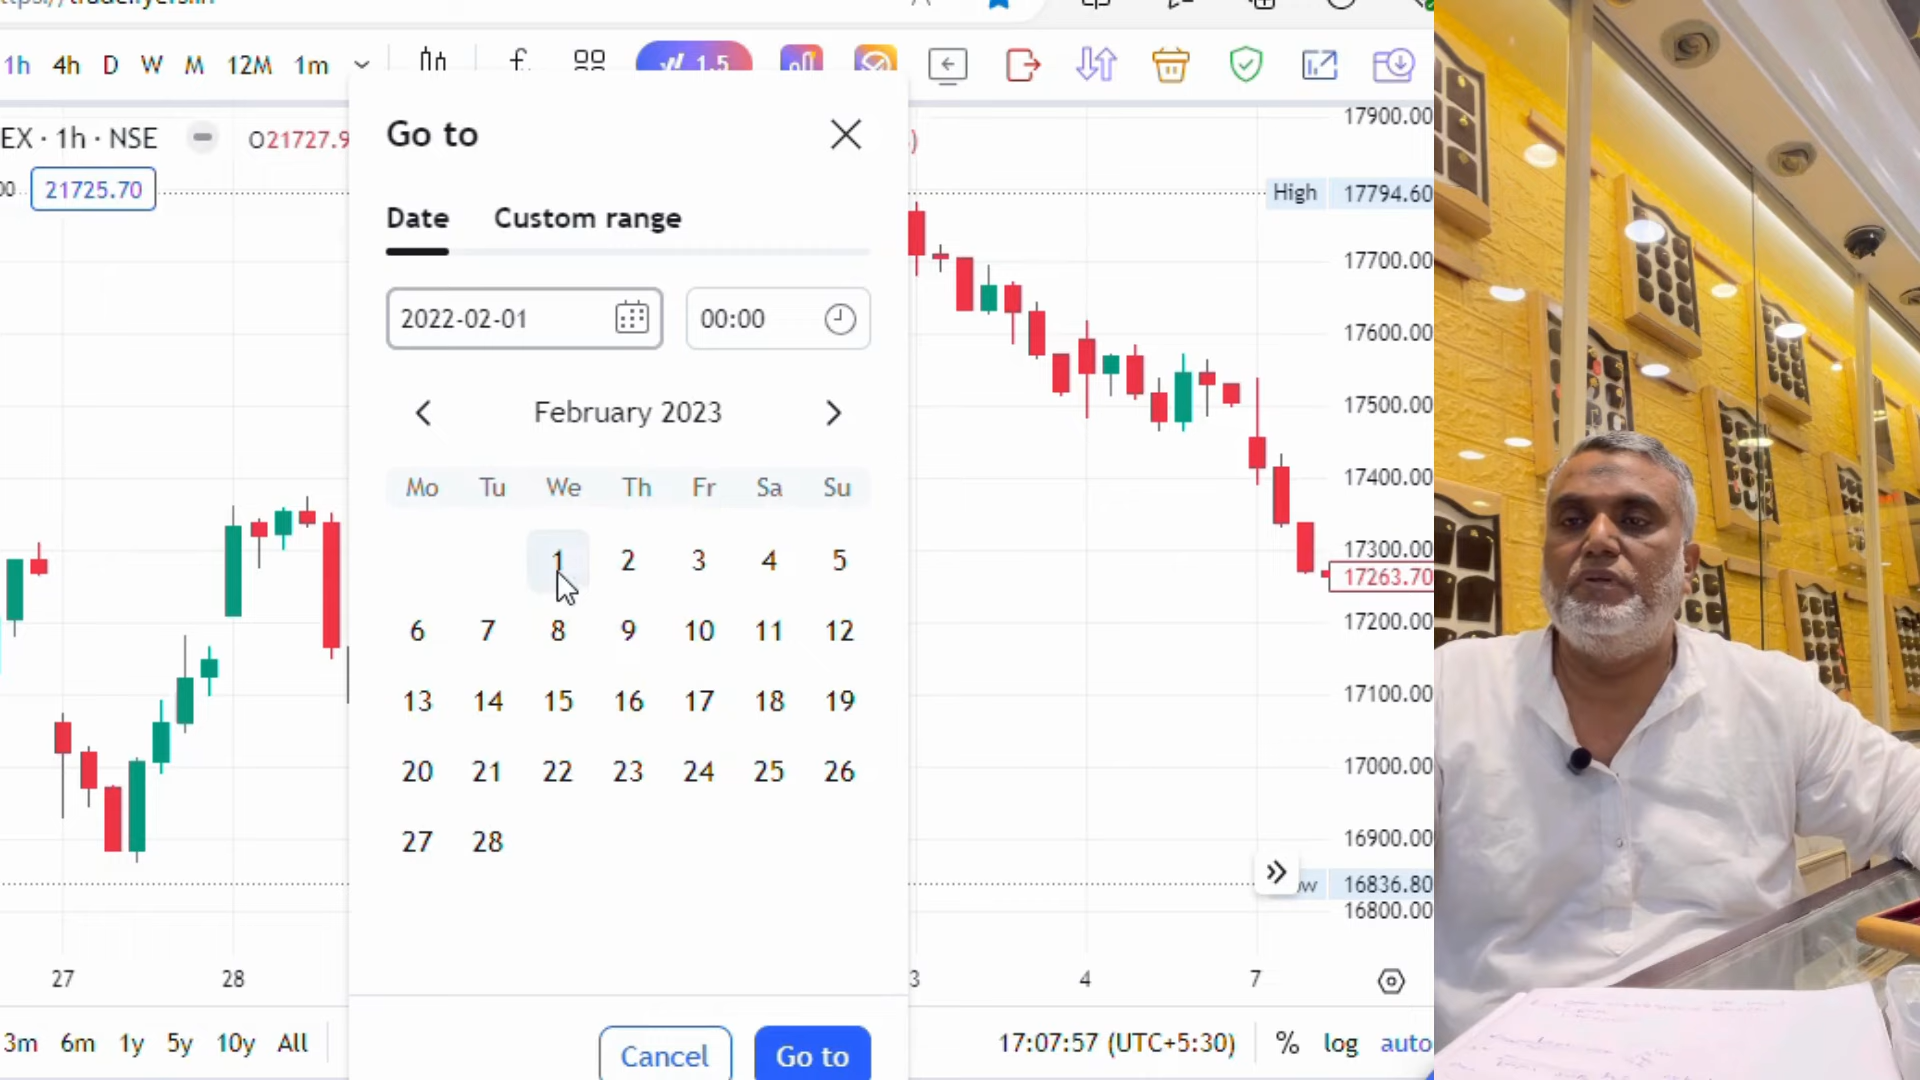 1h 4h D W M 12M 1m 1.5
EX · 1h · NSE O21727.9
21725.70
Go to
Date Custom range
2022-02-01 00:00
February 2023
Mo Tu We Th Fr Sa Su
1 2 3 4 5
6 7 8 9 10 11 12
13 14 15 16 17 18 19
20 21 22 23 24 25 26
27 28
Cancel Go to
17900.00
High 17794.60
17700.00
17600.00
17500.00
17400.00
17300.00
17263.70
17200.00
17100.00
17000.00
16900.00
16836.80
16800.00
27 28 3 4 7
3m 6m 1y 5y 10y All
17:07:57 (UTC+5:30) % log auto